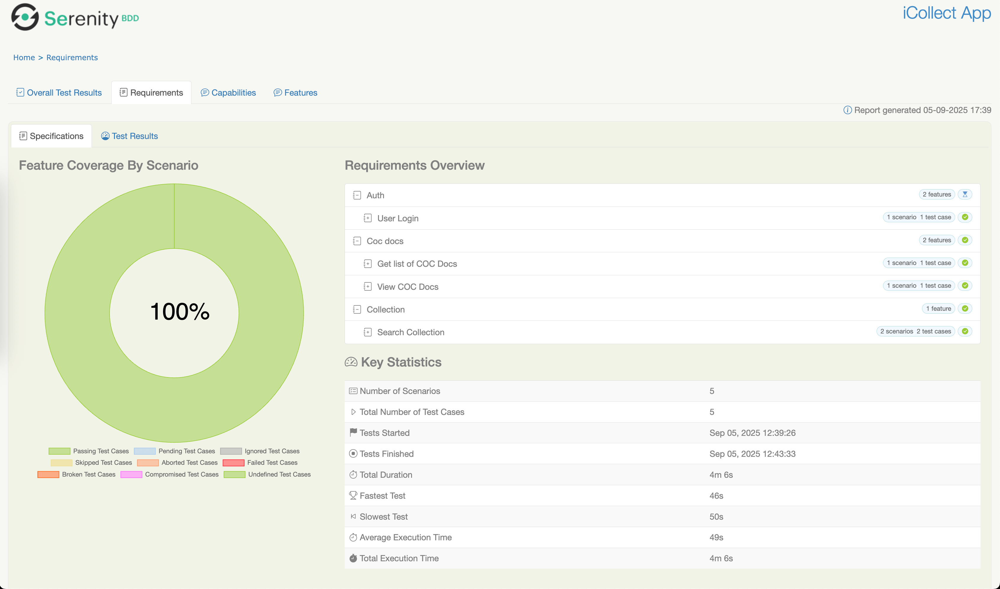 Serenity BDD
iCollect App
Home > Requirements
Overall Test Results
Requirements
Capabilities
Features
Report generated 05-09-2025 17:39
Specifications
Test Results
Feature Coverage By Scenario
100%
Passing Test Cases Pending Test Cases Ignored Test Cases
Skipped Test Cases Aborted Test Cases Failed Test Cases
Broken Test Cases Compromised Test Cases Undefined Test Cases
Requirements Overview
Auth 2 features
User Login 1 scenario 1 test case
Coc docs 2 features
Get list of COC Docs 1 scenario 1 test case
View COC Docs 1 scenario 1 test case
Collection 1 feature
Search Collection 2 scenarios 2 test cases
Key Statistics
Number of Scenarios 5
Total Number of Test Cases 5
Tests Started Sep 05, 2025 12:39:26
Tests Finished Sep 05, 2025 12:43:33
Total Duration 4m 6s
Fastest Test 46s
Slowest Test 50s
Average Execution Time 49s
Total Execution Time 4m 6s